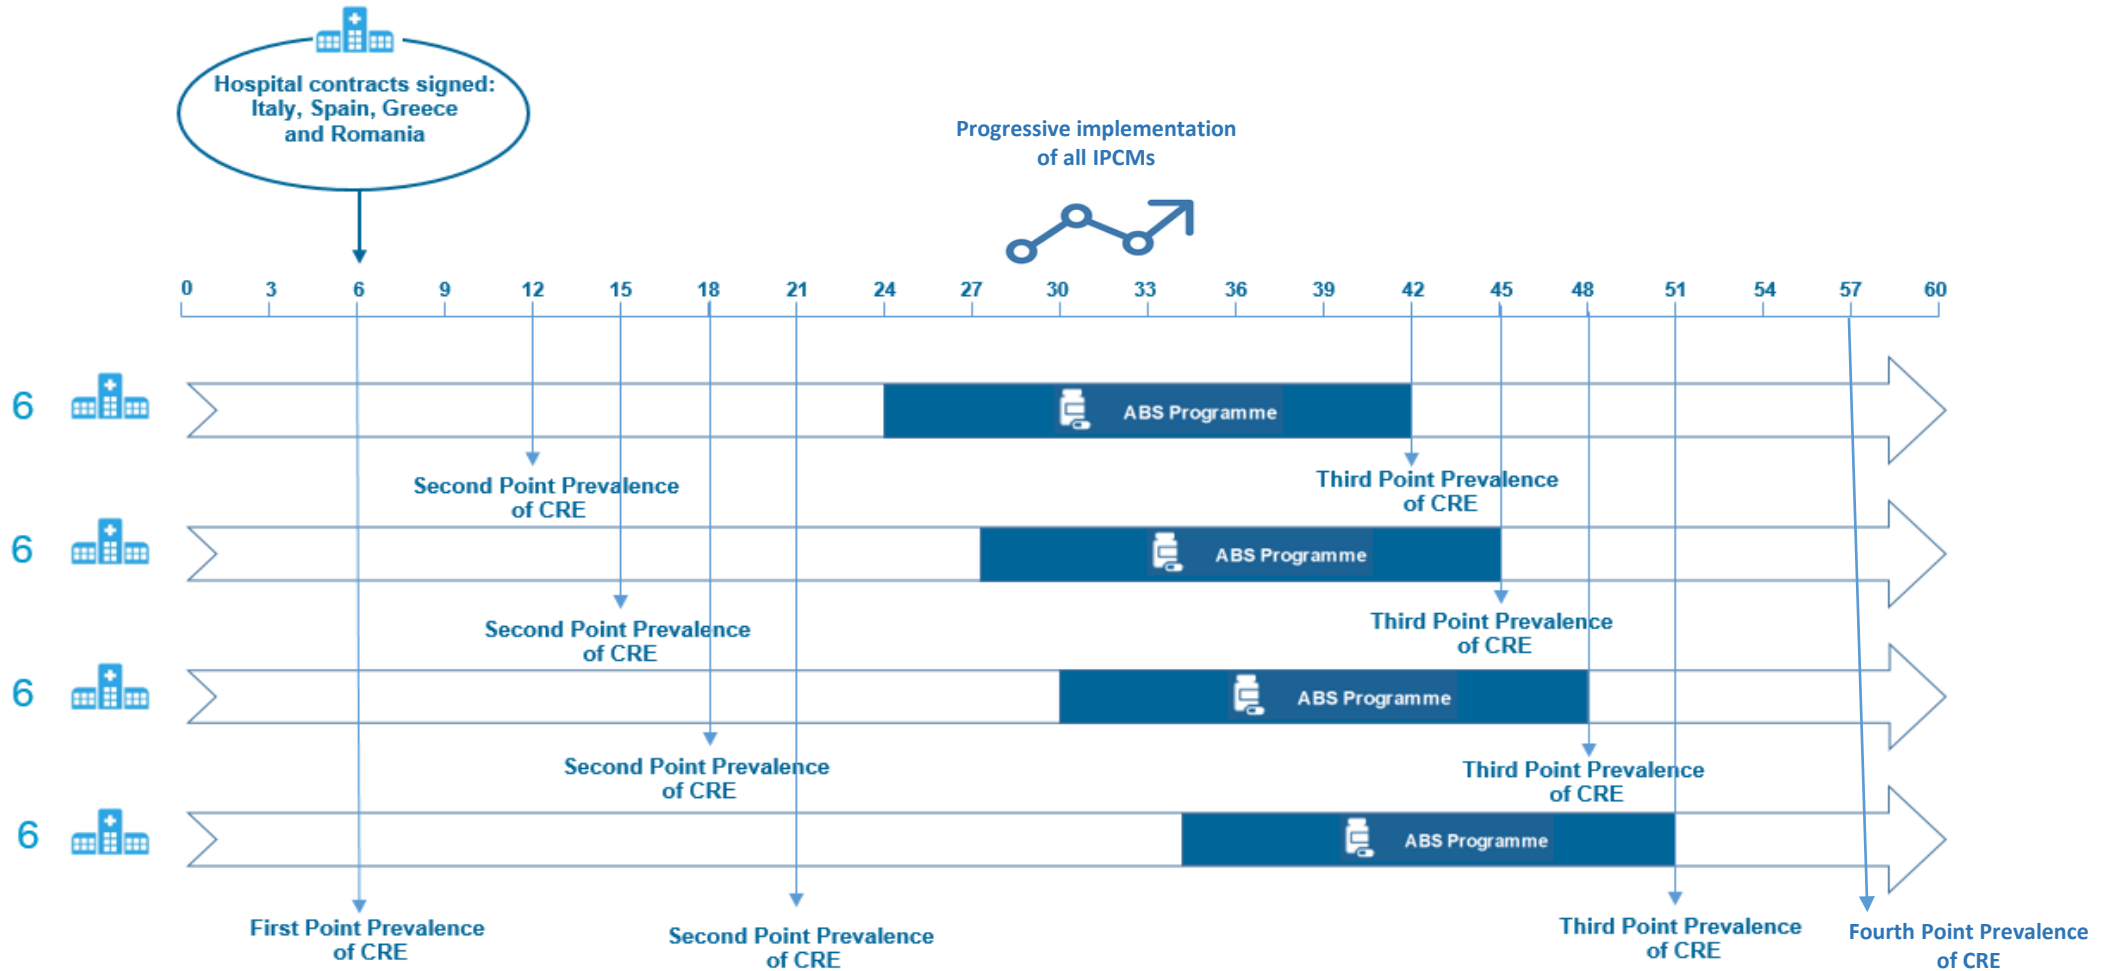 Hospital contracts signed:
Italy, Spain, Greece
and Romania
Progressive implementation
of all IPCMs
0 3 6 9 12 15 18 21 24 27 30 33 36 39 42 45 48 51 54 57 60
6
ABS Programme
Second Point Prevalence
of CRE
Third Point Prevalence
of CRE
6
ABS Programme
Second Point Prevalence
of CRE
Third Point Prevalence
of CRE
6
ABS Programme
Second Point Prevalence
of CRE
Third Point Prevalence
of CRE
6
ABS Programme
First Point Prevalence
of CRE
Second Point Prevalence
of CRE
Third Point Prevalence
of CRE
Fourth Point Prevalence
of CRE